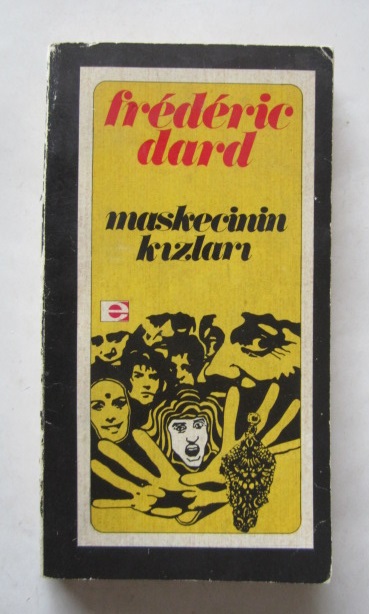 frédéric
dard
maskecinin
kızları
e